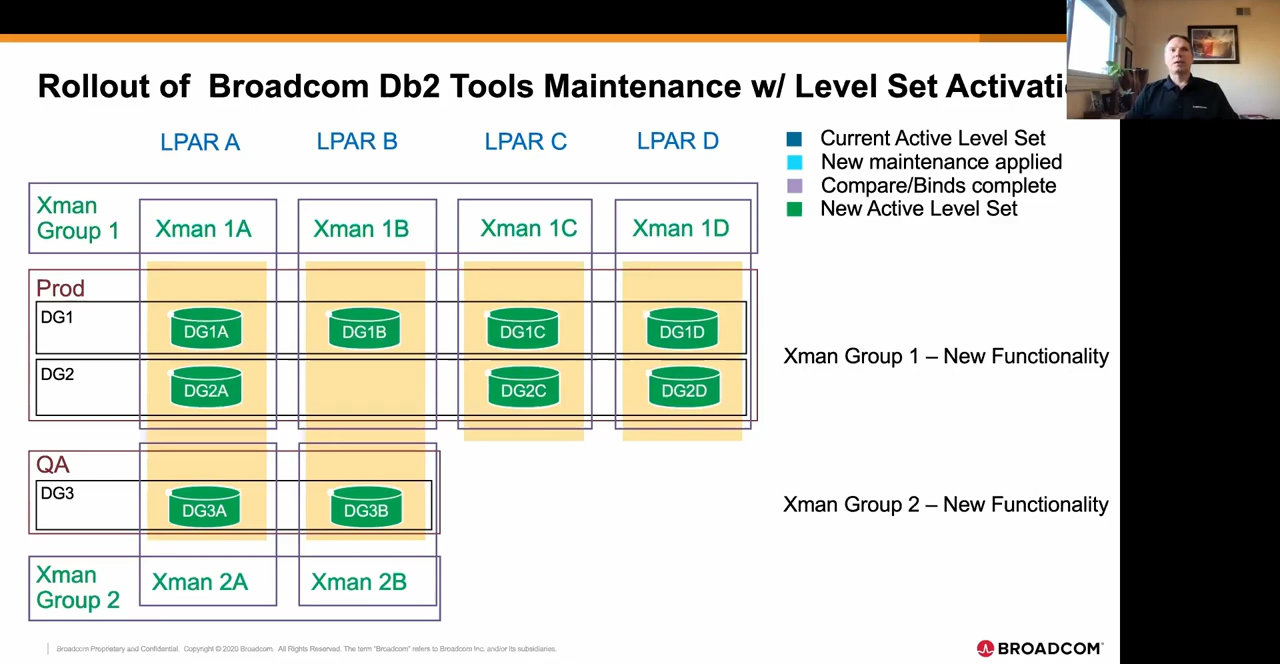 Rollout of Broadcom Db2 Tools Maintenance w/ Level Set Activati
LPAR A
LPAR B
LPAR C
LPAR D
Current Active Level Set
New maintenance applied
Compare/Binds complete
New Active Level Set
Xman
Group 1
Xman 1A
Xman 1B
Xman 1C
Xman 1D
Prod
DG1
DG1A
DG1B
DG1C
DG1D
DG2
DG2A
DG2C
DG2D
Xman Group 1 – New Functionality
QA
DG3
DG3A
DG3B
Xman Group 2 – New Functionality
Xman
Group 2
Xman 2A
Xman 2B
Broadcom Proprietary and Confidential. Copyright © 2020 Broadcom. All Rights Reserved. The term "Broadcom" refers to Broadcom Inc. and/or its subsidiaries.
BROADCOM